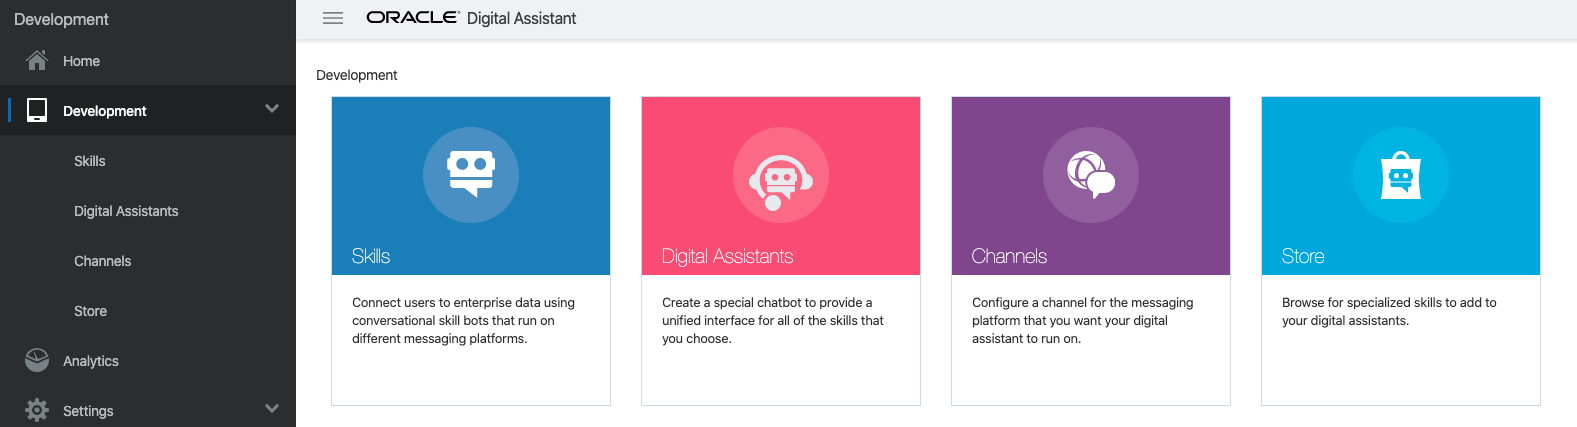 Development
Home
Development
Skills
Digital Assistants
Channels
Store
Analytics
Settings
ORACLE® Digital Assistant
Development
Skills
Connect users to enterprise data using
conversational skill bots that run on
different messaging platforms.
Digital Assistants
Create a special chatbot to provide a
unified interface for all of the skills that
you choose.
Channels
Configure a channel for the messaging
platform that you want your digital
assistant to run on.
Store
Browse for specialized skills to add to
your digital assistants.